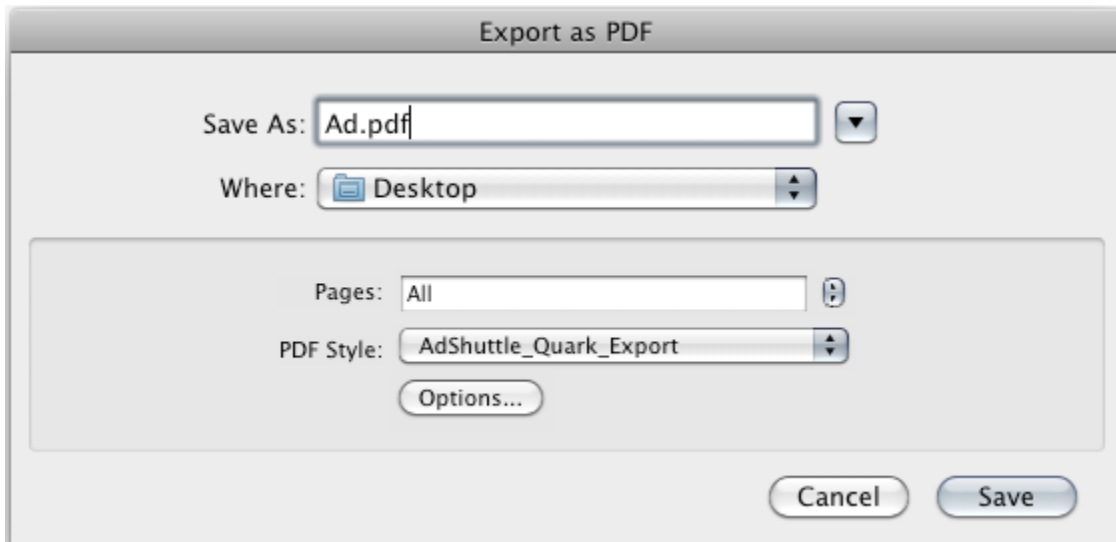 Export as PDF
Save As: Ad.pdf
Where: Desktop
Pages: All
PDF Style: AdShuttle_Quark_Export
Options...
Cancel Save